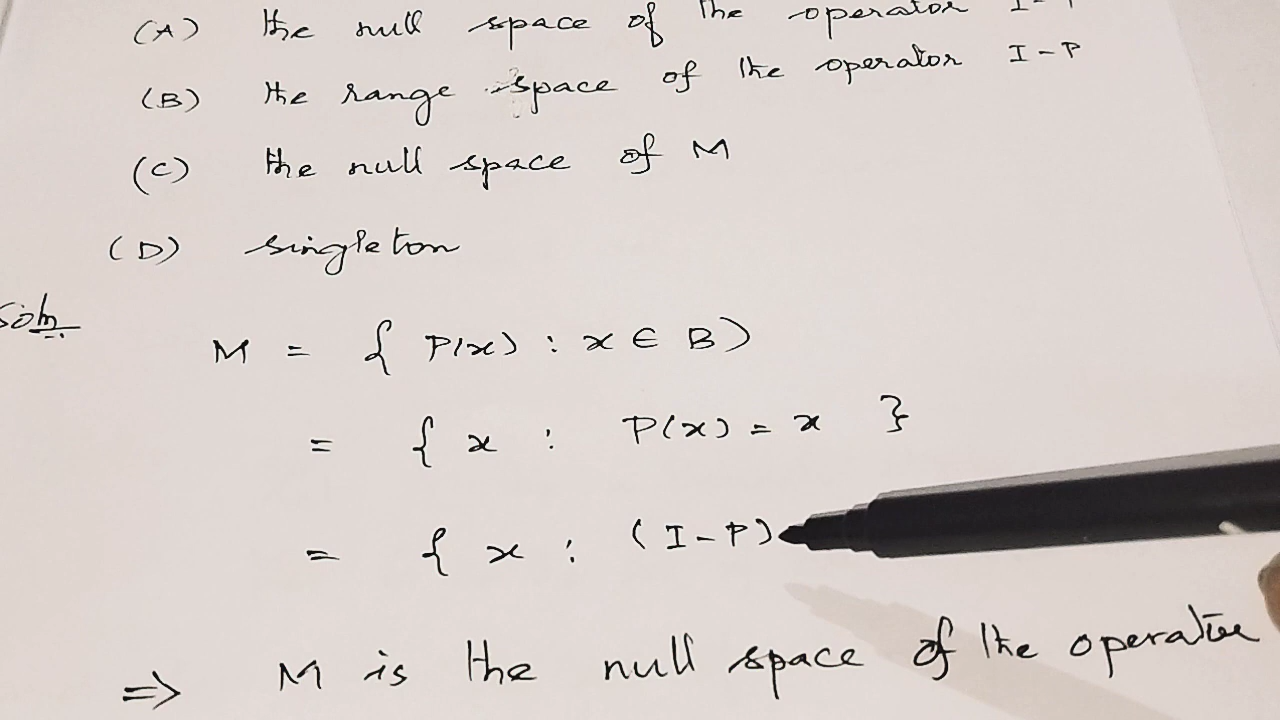 (A) the null space of the operator I-P
(B) the range space of the operator I-P
(C) the null space of M
(D) singleton
Soln
M = { P(x) : x ∈ B)
= { x : P(x) = x }
= { x : (I-P)
=> M is the null space of the operator